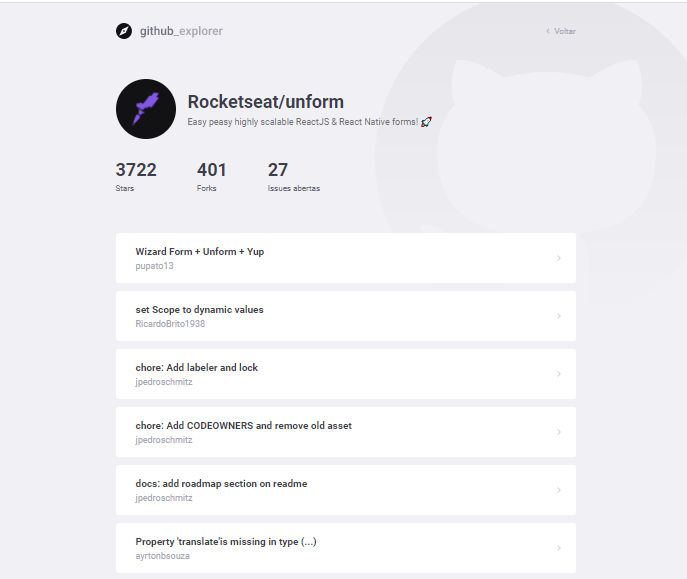 github_explorer
Voltar
Rocketseat/unform
Easy peasy highly scalable ReactJS & React Native forms! 🚀
3722 401 27
Stars Forks Issues abertas
Wizard Form + Unform + Yup
pupato13
set Scope to dynamic values
RicardoBrito1938
chore: Add labeler and lock
jpedroschmitz
chore: Add CODEOWNERS and remove old asset
jpedroschmitz
docs: add roadmap section on readme
jpedroschmitz
Property 'translate'is missing in type (...)
ayrtonbsouza